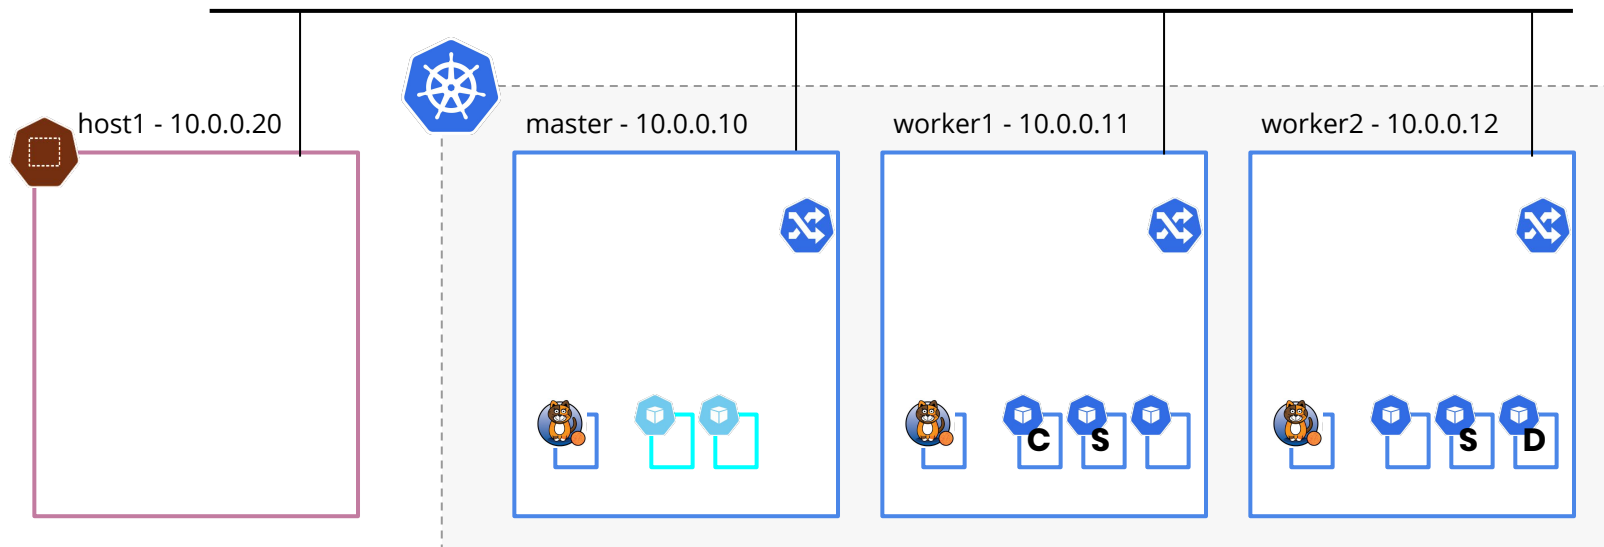 host1 - 10.0.0.20
master - 10.0.0.10
worker1 - 10.0.0.11
worker2 - 10.0.0.12
C
S
S
D